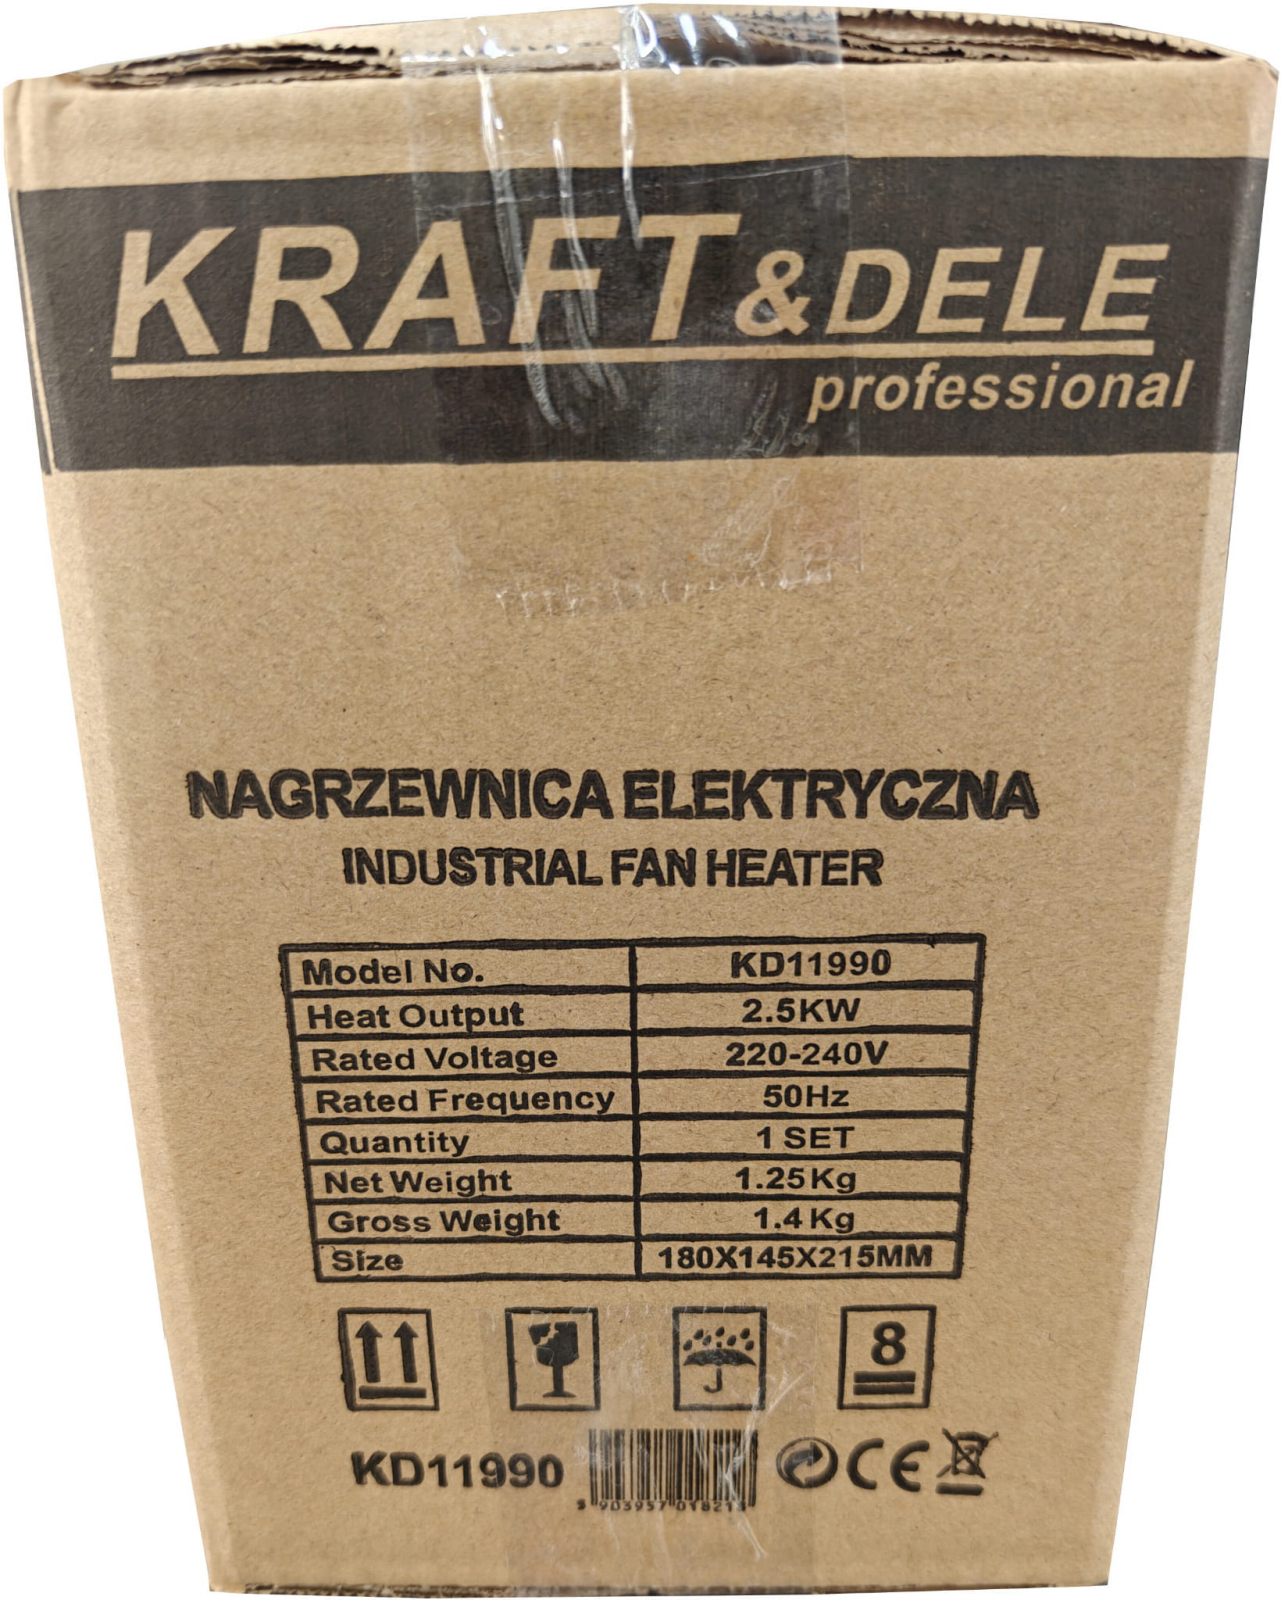 KRAFT & DELE
professional
NAGRZEWNICA ELEKTRYCZNA
INDUSTRIAL FAN HEATER
Model No. KD11990
Heat Output 2.5KW
Rated Voltage 220-240V
Rated Frequency 50Hz
Quantity 1 SET
Net Weight 1.25Kg
Gross Weight 1.4Kg
Size 180X145X215MM
8
KD11990
CE